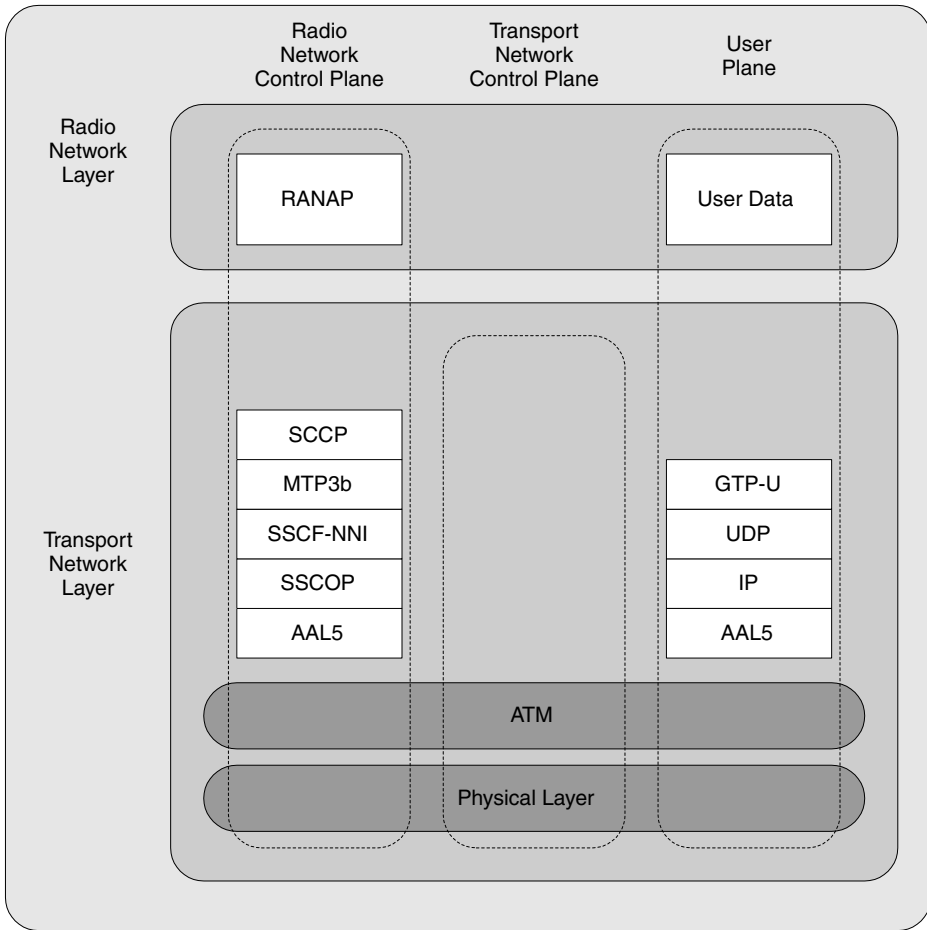 Radio
Network
Control Plane
Transport
Network
Control Plane
User
Plane
Radio
Network
Layer
RANAP
User Data
Transport
Network
Layer
SCCP
MTP3b
SSCF-NNI
SSCOP
AAL5
GTP-U
UDP
IP
AAL5
ATM
Physical Layer